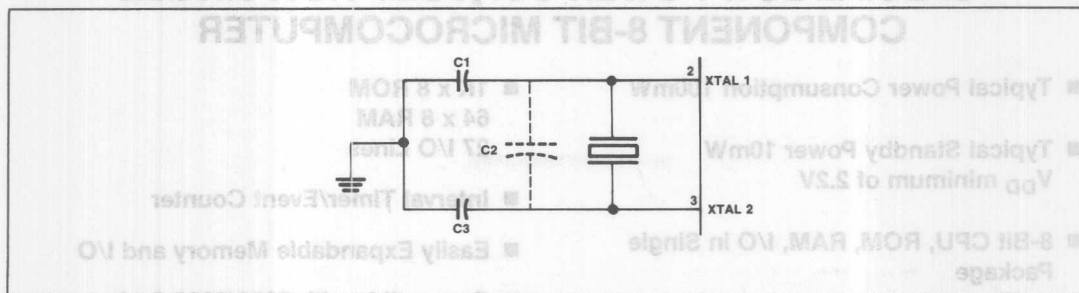 COMPONENT 8-BIT MICROCOMPUTER
C1
2
XTAL 1
Typical Power Consumption 100mW
1K x 8 ROM
64 x 8 RAM
27 I/O Lines
C2
Typical Standby Power 10mW
VDD minimum of 2.2V
Interval Timer/Event Counter
3
XTAL 2
C3
8-Bit CPU, ROM, RAM, I/O in Single
Package
Easily Expandable Memory and I/O